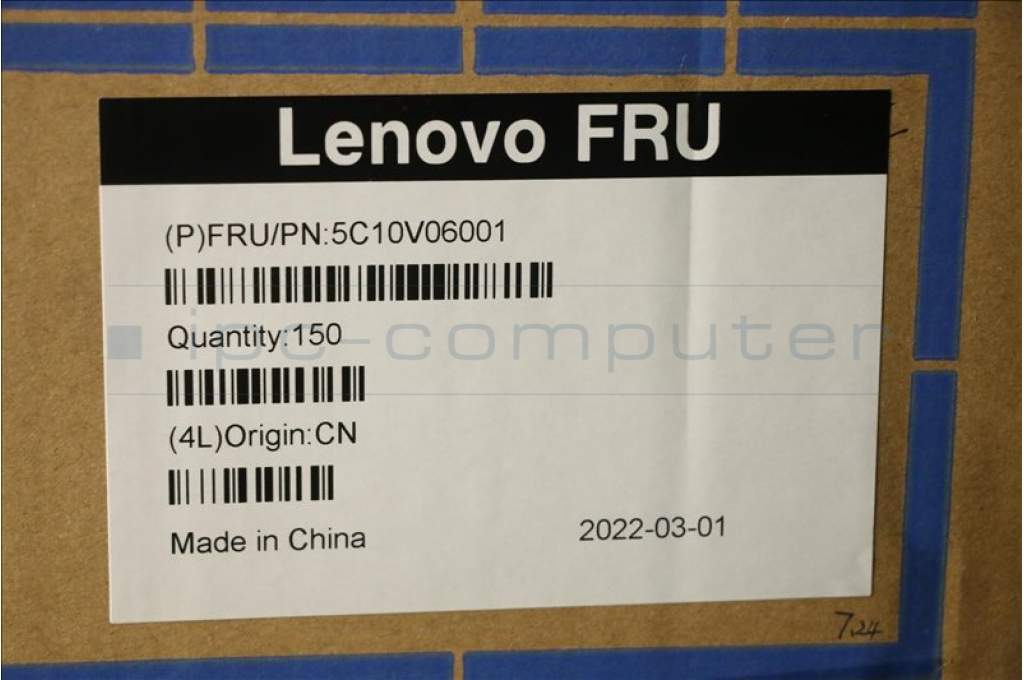 Lenovo FRU
(P)FRU/PN:5C10V06001
Quantity:150
ipc-computer
(4L)Origin:CN
Made in China
2022-03-01
7.24